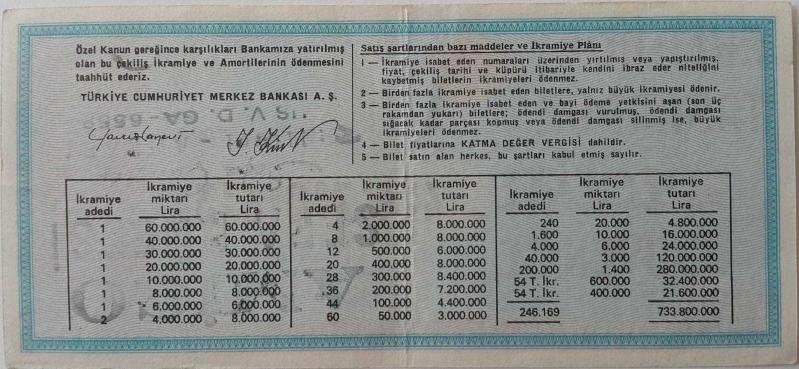 Özel Kanun gereğince karşılıkları Bankamıza yatırılmış
olan bu çekiliş İkramiye ve Amortilerinin ödenmesini
taahhüt ederiz.
TÜRKİYE CUMHURİYET MERKEZ BANKASI A. Ş.
Satış şartlarından bazı maddeler ve İkramiye Plânı
1 — İkramiye isabet eden numaraları üzerinden yırtılmış veya yapıştırılmış,
fiyat, çekiliş tarihi ve küpürü itibariyle kendini ibraz eder niteliğini
kaybetmiş biletlerin ikramiyeleri ödenmez.
2 — Birden fazla ikramiye isabet eden biletlere, yalnız büyük ikramiyesi ödenir.
3 — Birden fazla ikramiye isabet eden ve bayi ödeme yetkisini aşan (son üç
rakamdan yukarı) biletlere; ödendi damgası vurulmuş, ödendi damgası
sığacak kadar parçası kopmuş veya ödendi damgası silinmiş ise, büyük
ikramiyeleri ödenmez.
4 — Bilet fiyatlarına KATMA DEĞER VERGİSİ dahildir.
5 — Bilet satın alan herkes, bu şartları kabul etmiş sayılır.
İkramiye adedi İkramiye miktarı Lira İkramiye tutarı Lira
1 60.000.000 60.000.000
1 40.000.000 40.000.000
1 30.000.000 30.000.000
1 20.000.000 20.000.000
1 10.000.000 10.000.000
1 8.000.000 8.000.000
1 6.000.000 6.000.000
2 4.000.000 8.000.000
İkramiye adedi İkramiye miktarı Lira İkramiye tutarı Lira
4 2.000.000 8.000.000
8 1.000.000 8.000.000
12 500.000 6.000.000
20 400.000 8.000.000
28 300.000 8.400.000
36 200.000 7.200.000
44 100.000 4.400.000
60 50.000 3.000.000
İkramiye adedi İkramiye miktarı Lira İkramiye tutarı Lira
240 20.000 4.800.000
1.600 10.000 16.000.000
4.000 6.000 24.000.000
40.000 3.000 120.000.000
200.000 1.400 280.000.000
54 T. İkr. 600.000 32.400.000
54 T. İkr. 400.000 21.600.000
246.169 733.800.000